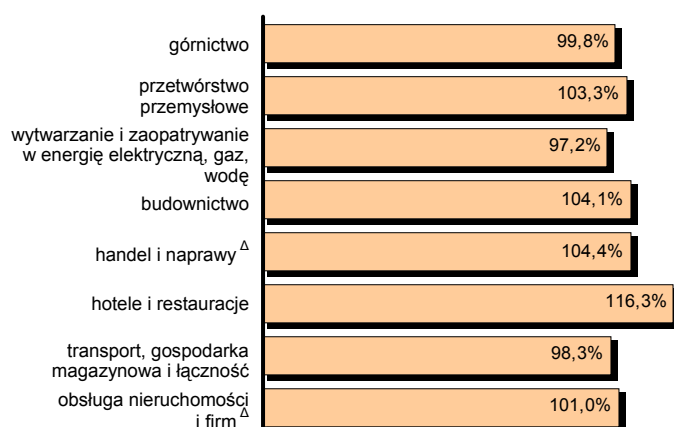 górnictwo
99,8%
przetwórstwo
przemysłowe
103,3%
wytwarzanie i zaopatrywanie
w energię elektryczną, gaz,
wodę
97,2%
budownictwo
104,1%
handel i naprawy Δ
104,4%
hotele i restauracje
116,3%
transport, gospodarka
magazynowa i łączność
98,3%
obsługa nieruchomości
i firm Δ
101,0%